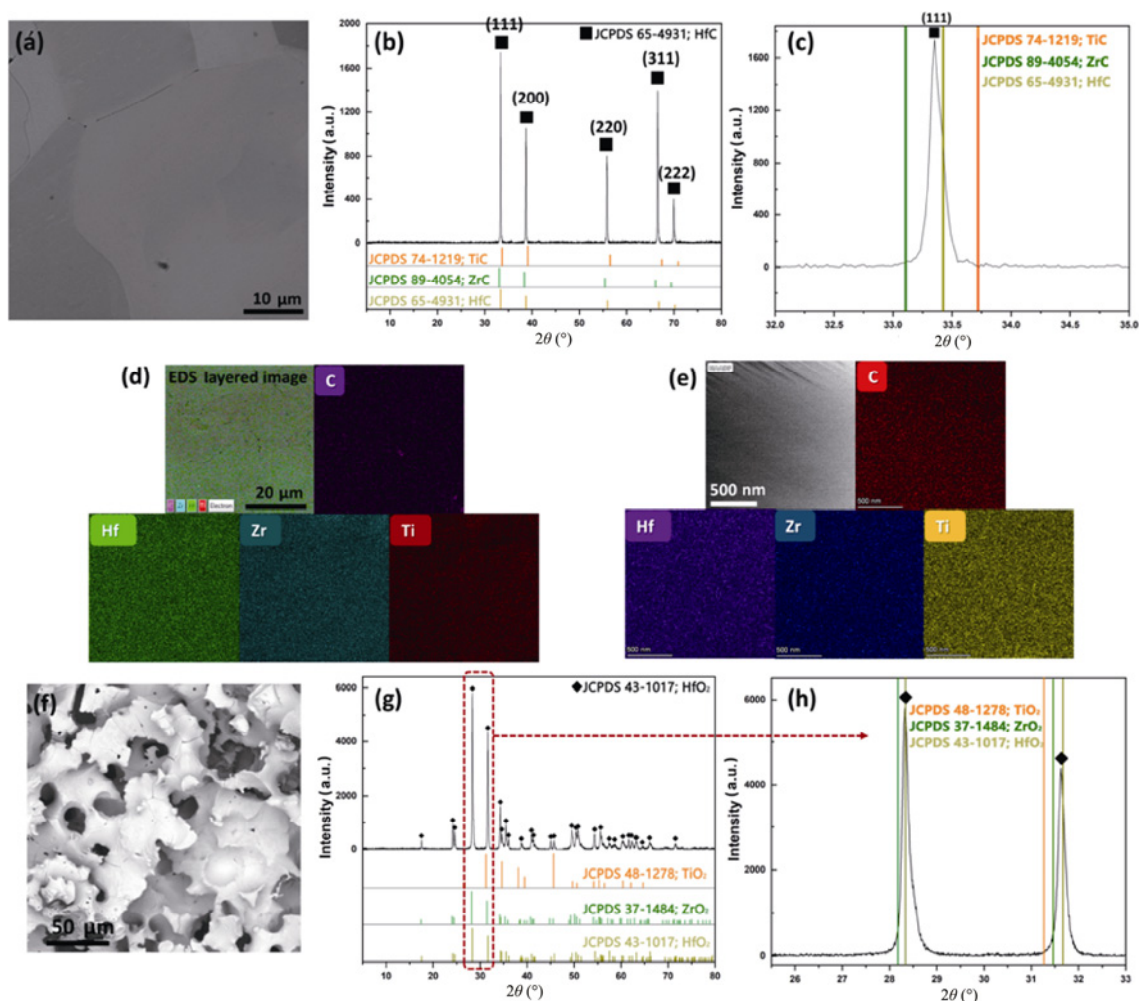 (á)
10 μm
(b)
■ JCPDS 65-4931; HfC
(111)
(200)
(220)
(311)
(222)
Intensity (a.u.)
2000
1600
1200
800
400
0
JCPDS 74-1219; TiC
JCPDS 89-4054; ZrC
JCPDS 65-4931; HfC
10 20 30 40 50 60 70 80
2θ (°)
(c)
(111)
JCPDS 74-1219; TiC
JCPDS 89-4054; ZrC
JCPDS 65-4931; HfC
Intensity (a.u.)
1600
1200
800
400
0
32.0 32.5 33.0 33.5 34.0 34.5 35.0
2θ (°)
(d)
EDS layered image
Electron
20 μm
C
Hf
Zr
Ti
(e)
500 nm
C
500 nm
Hf
500 nm
Zr
500 nm
Ti
500 nm
(f)
50 μm
(g)
◆JCPDS 43-1017; HfO₂
Intensity (a.u.)
6000
4000
2000
0
JCPDS 48-1278; TiO₂
JCPDS 37-1484; ZrO₂
JCPDS 43-1017; HfO₂
10 20 30 40 50 60 70 80
2θ (°)
(h)
JCPDS 48-1278; TiO₂
JCPDS 37-1484; ZrO₂
JCPDS 43-1017; HfO₂
Intensity (a.u.)
6000
4000
2000
0
26 27 28 29 30 31 32 33
2θ (°)